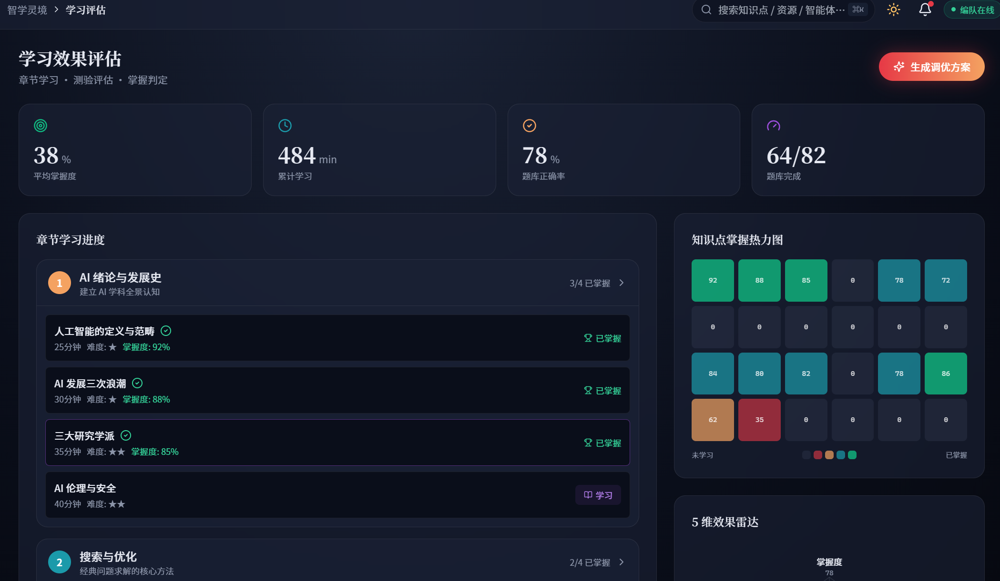 智学灵境 > 学习评估
搜索知识点 / 资源 / 智能体… ⌘K
编队在线
学习效果评估
章节学习 • 测验评估 • 掌握判定
生成调优方案
38 %
平均掌握度
484 min
累计学习
78 %
题库正确率
64/82
题库完成
章节学习进度
1
AI 绪论与发展史
建立 AI 学科全景认知
3/4 已掌握
人工智能的定义与范畴
25分钟 难度: ★ 掌握度: 92%
已掌握
AI 发展三次浪潮
30分钟 难度: ★ 掌握度: 88%
已掌握
三大研究学派
35分钟 难度: ★★ 掌握度: 85%
已掌握
AI 伦理与安全
40分钟 难度: ★★
学习
2
搜索与优化
经典问题求解的核心方法
2/4 已掌握
知识点掌握热力图
92 88 85 0 78 72
0 0 0 0 0 0
84 80 82 0 78 86
62 35 0 0 0 0
未学习 已掌握
5 维效果雷达
掌握度
78